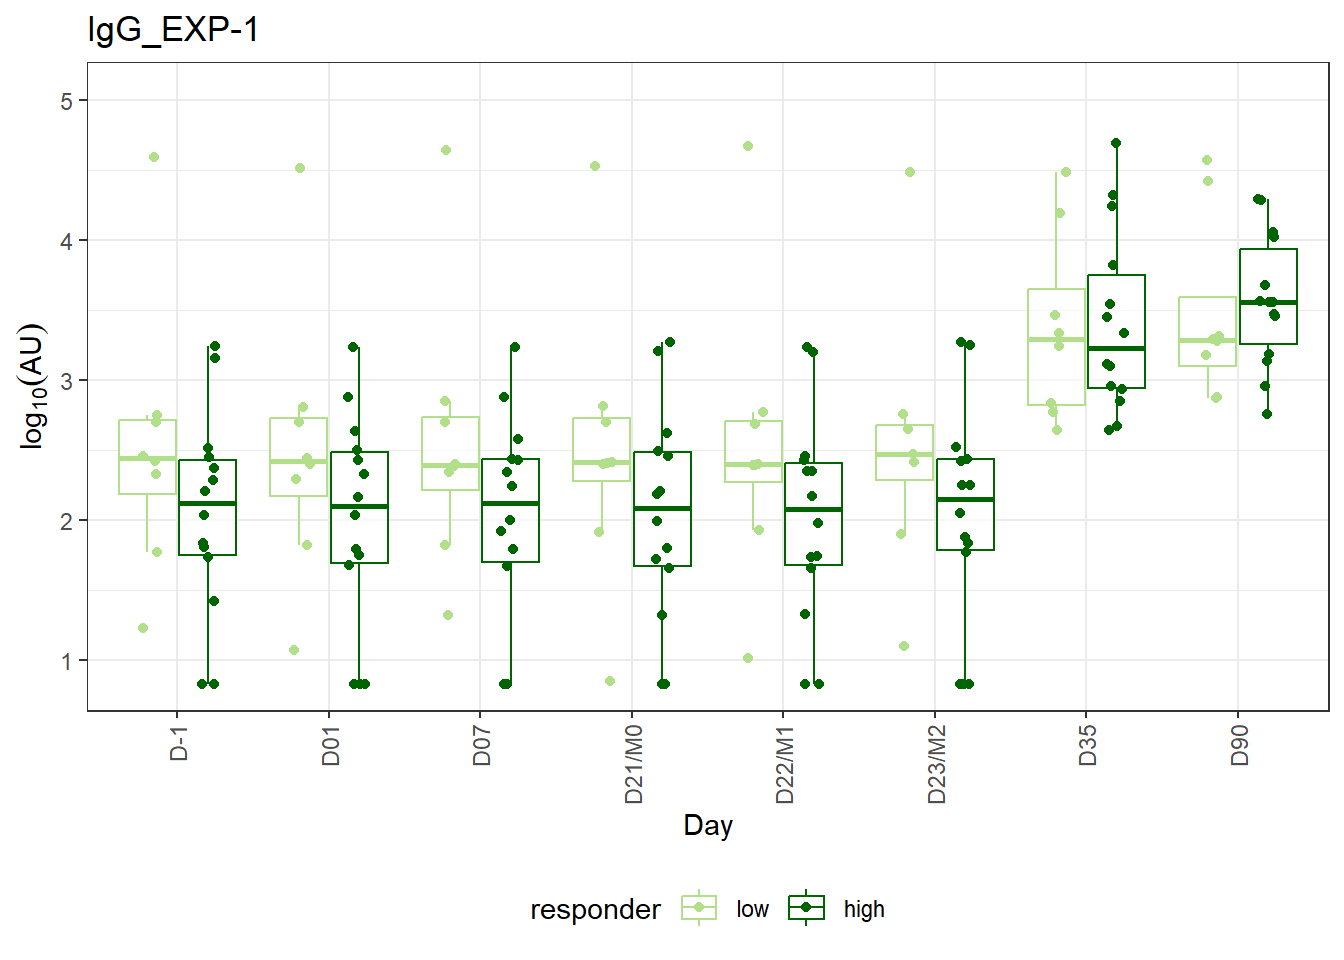 IgG_EXP-1
5
4
3
2
1
log10(AU)
D-1
D01
D07
D21/M0
D22/M1
D23/M2
D35
D90
Day
responder low high